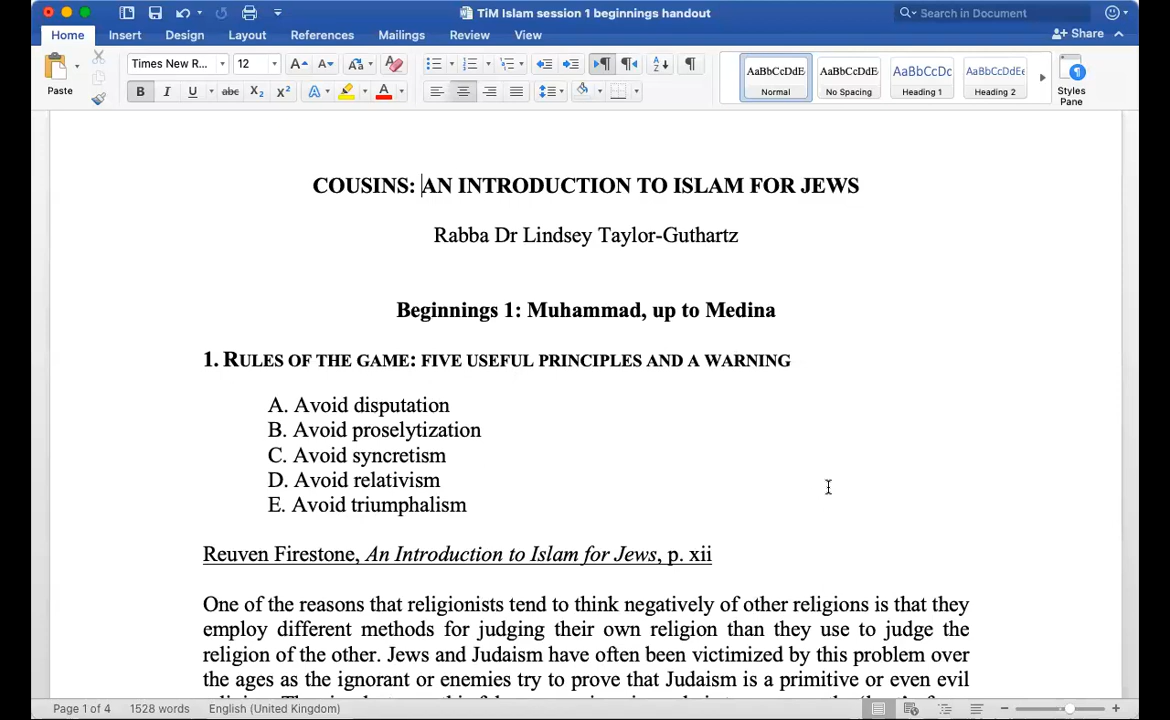 TiM Islam session 1 beginnings handout
Search in Document
Home Insert Design Layout References Mailings Review View Share
Paste
Times New R... 12
AaBbCcDdE AaBbCcDdE AaBbCcDc AaBbCcDdEe
Normal No Spacing Heading 1 Heading 2 Styles Pane
COUSINS: AN INTRODUCTION TO ISLAM FOR JEWS
Rabba Dr Lindsey Taylor-Guthartz
Beginnings 1: Muhammad, up to Medina
1. RULES OF THE GAME: FIVE USEFUL PRINCIPLES AND A WARNING
A. Avoid disputation
B. Avoid proselytization
C. Avoid syncretism
D. Avoid relativism
E. Avoid triumphalism
Reuven Firestone, An Introduction to Islam for Jews, p. xii
One of the reasons that religionists tend to think negatively of other religions is that they
employ different methods for judging their own religion than they use to judge the
religion of the other. Jews and Judaism have often been victimized by this problem over
the ages as the ignorant or enemies try to prove that Judaism is a primitive or even evil
Page 1 of 4 1528 words English (United Kingdom)